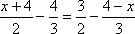 (x+4)/2 − 4/3 = 3/2 − (4−x)/3